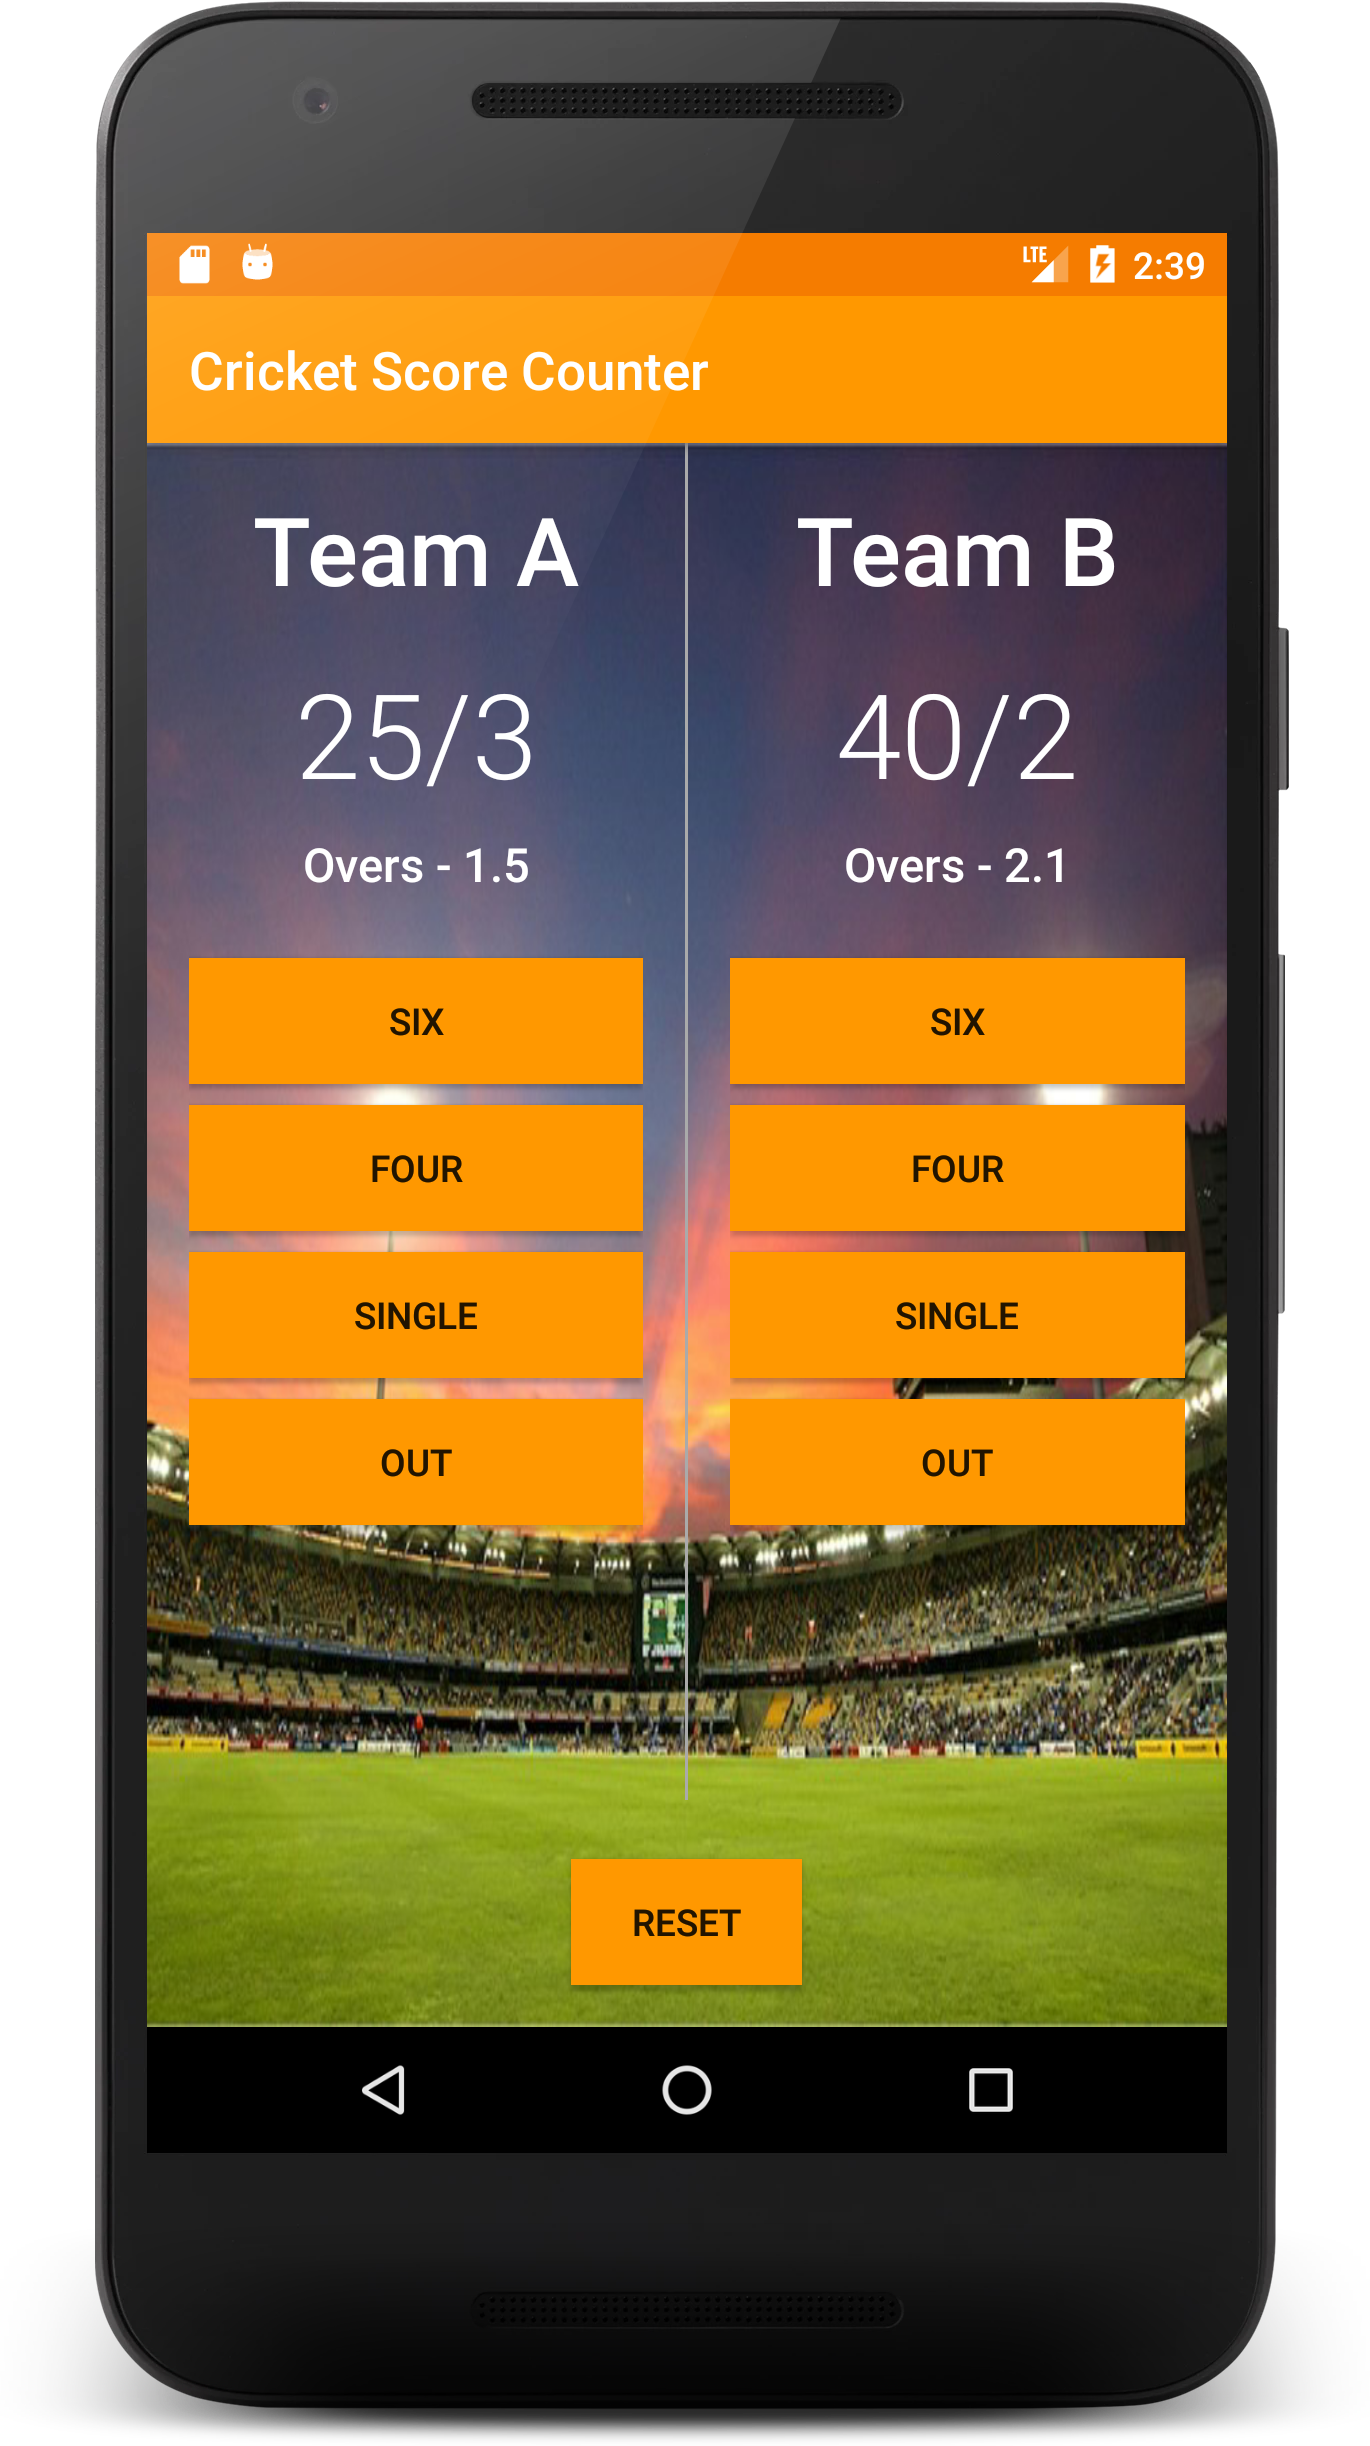 LTE 2:39
Cricket Score Counter
Team A
25/3
Overs - 1.5
SIX
FOUR
SINGLE
OUT
Team B
40/2
Overs - 2.1
SIX
FOUR
SINGLE
OUT
RESET